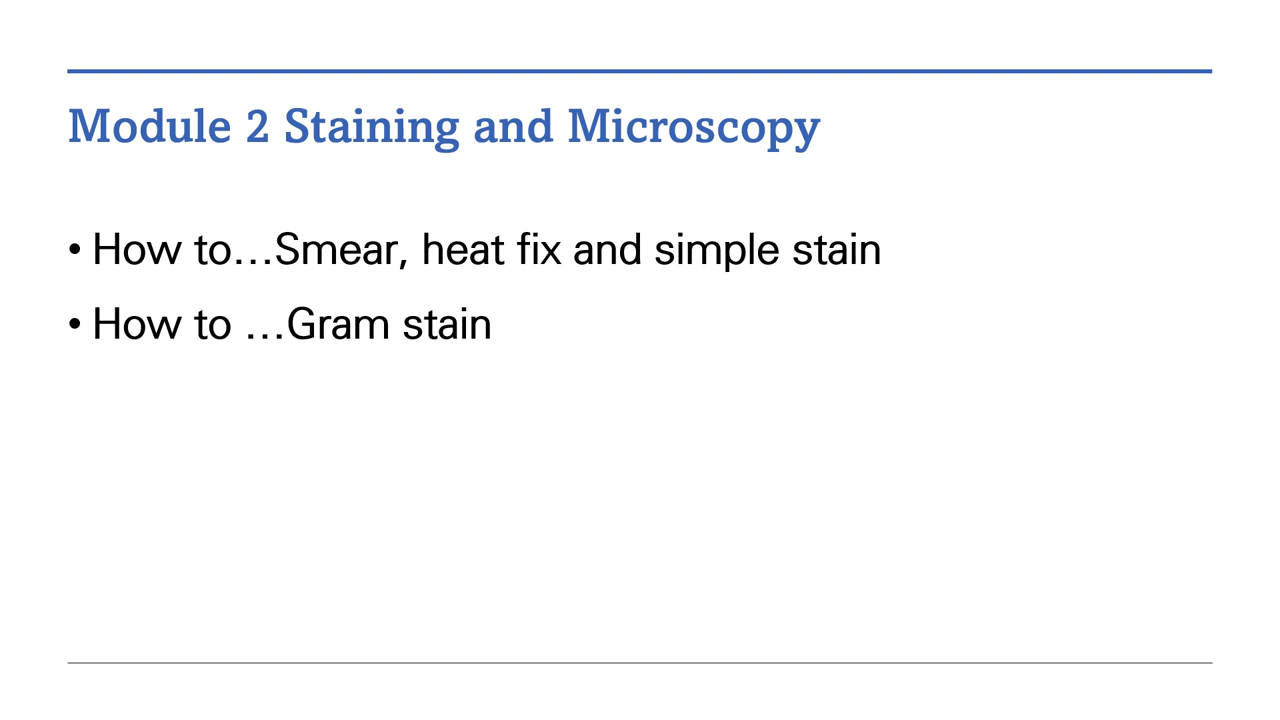 Module 2 Staining and Microscopy
• How to…Smear, heat fix and simple stain
• How to …Gram stain